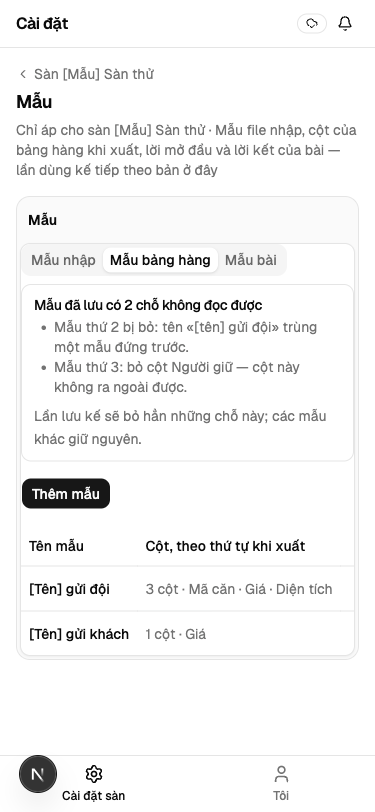 Cài đặt
Sàn [Mẫu] Sàn thử
Mẫu
Chỉ áp cho sàn [Mẫu] Sàn thử · Mẫu file nhập, cột của
bảng hàng khi xuất, lời mở đầu và lời kết của bài —
lần dùng kế tiếp theo bản ở đây
Mẫu
Mẫu nhập Mẫu bảng hàng Mẫu bài
Mẫu đã lưu có 2 chỗ không đọc được
• Mẫu thứ 2 bị bỏ: tên «[tên] gửi đội» trùng
một mẫu đứng trước.
• Mẫu thứ 3: bỏ cột Người giữ — cột này
không ra ngoài được.
Lần lưu kế sẽ bỏ hẳn những chỗ này; các mẫu
khác giữ nguyên.
Thêm mẫu
Tên mẫu Cột, theo thứ tự khi xuất
[Tên] gửi đội 3 cột · Mã căn · Giá · Diện tích
[Tên] gửi khách 1 cột · Giá
N
Cài đặt sàn Tôi